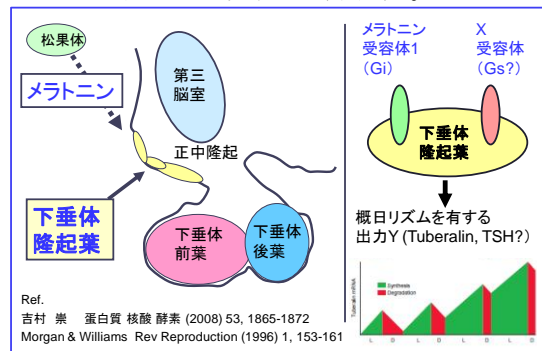 松果体
メラトニン
第三
脳室
正中隆起
下垂体
隆起葉
下垂体
前葉
下垂体
後葉
Ref.
吉村 崇 蛋白質 核酸 酵素 (2008) 53, 1865-1872
Morgan & Williams Rev Reproduction (1996) 1, 153-161
メラトニン
受容体1
(Gi)
X
受容体
(Gs?)
下垂体
隆起葉
概日リズムを有する
出力Y (Tuberalin, TSH?)
Tuberalin mRNA
Synthesis
Degradation
L D L D L D L D